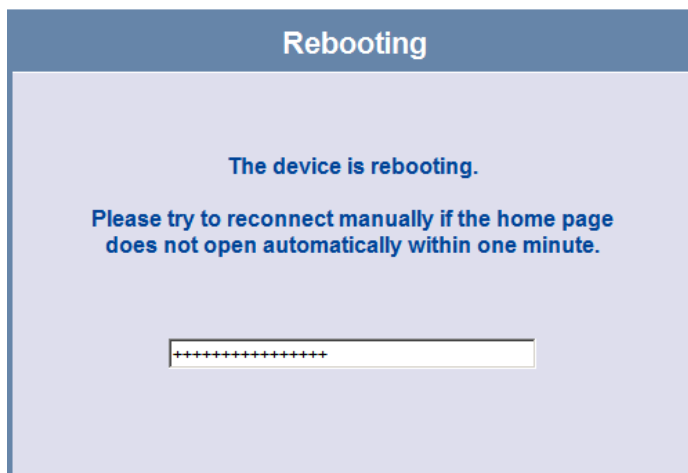 Rebooting
The device is rebooting.
Please try to reconnect manually if the home page
does not open automatically within one minute.
++++++++++++++++